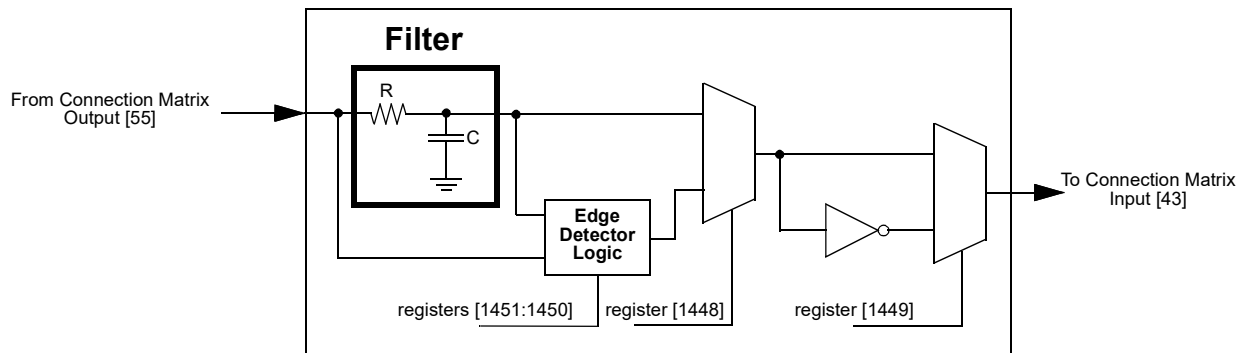 Filter
From Connection Matrix
Output [55]
R
C
Edge
Detector
Logic
To Connection Matrix
Input [43]
registers [1451:1450]
register [1448]
register [1449]